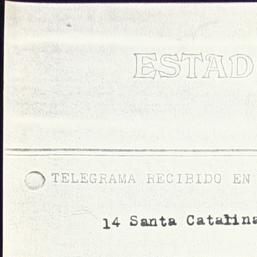 ESTAD
TELEGRAMA RECIBIDO EN
14 Santa Catalina